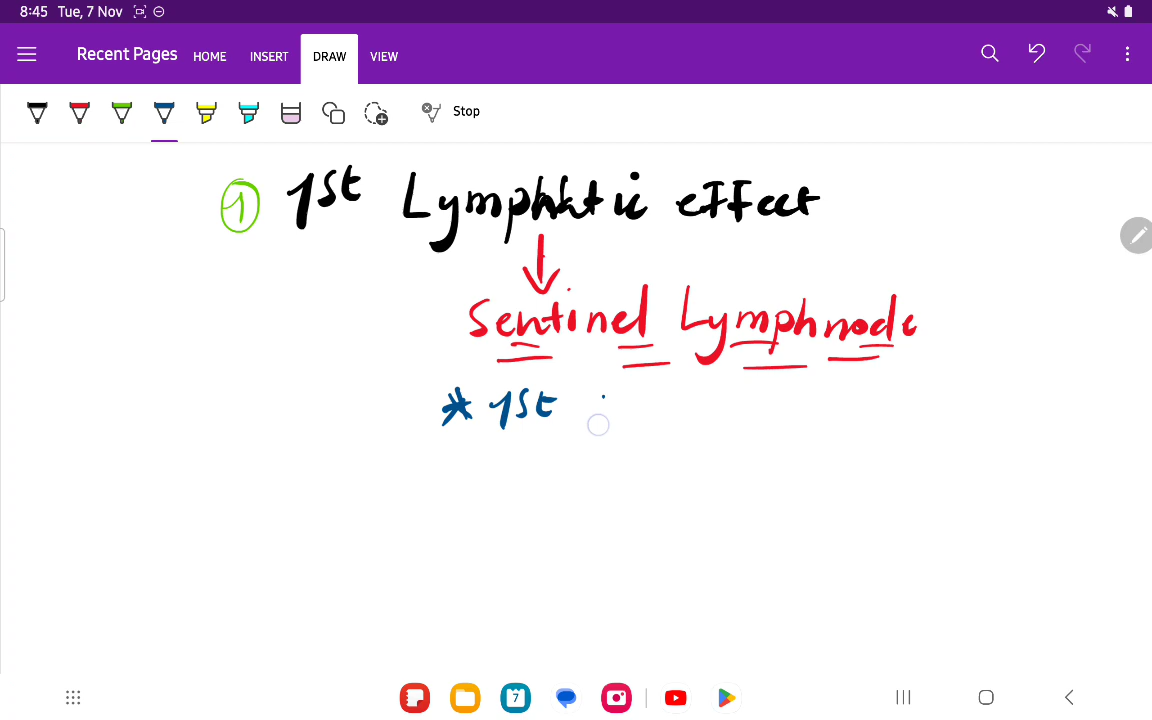 8:45 Tue, 7 Nov
Recent Pages HOME INSERT DRAW VIEW
Stop
① 1st Lymphatic effect
Sentinel Lymphnode
* 1st
7